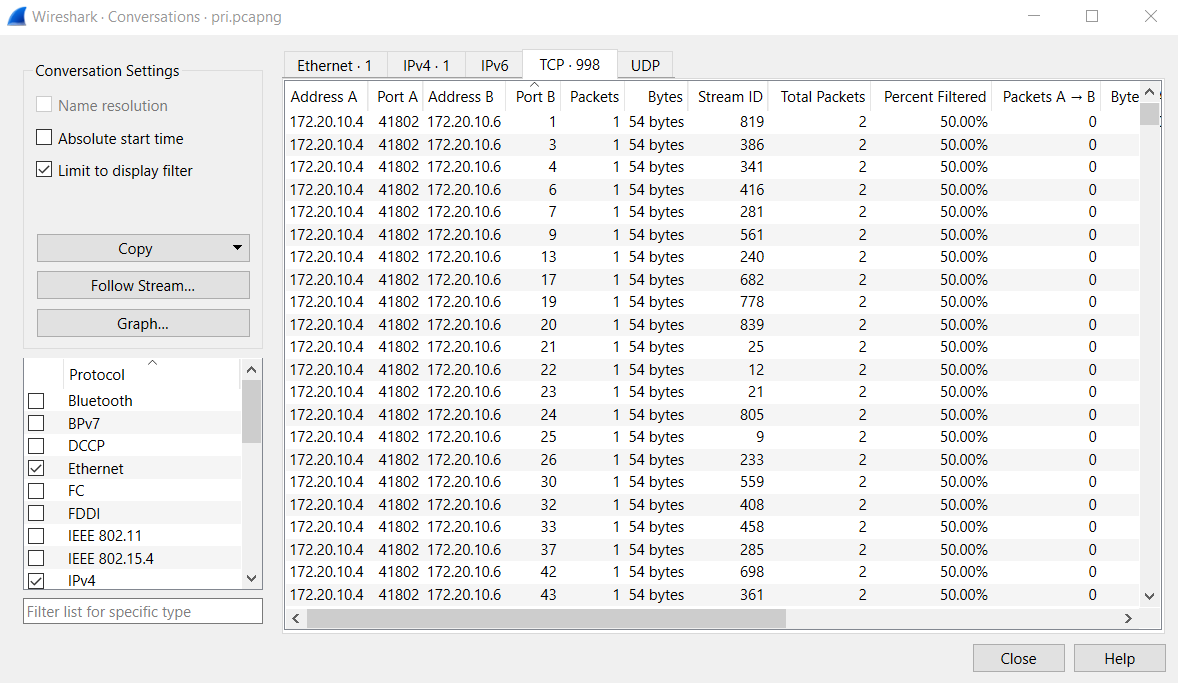 Wireshark · Conversations · pri.pcapng
Conversation Settings
Name resolution
Absolute start time
Limit to display filter
Copy
Follow Stream...
Graph...
Protocol
Bluetooth
BPv7
DCCP
Ethernet
FC
FDDI
IEEE 802.11
IEEE 802.15.4
IPv4
Filter list for specific type
Ethernet · 1 IPv4 · 1 IPv6 TCP · 998 UDP
Address A Port A Address B Port B Packets Bytes Stream ID Total Packets Percent Filtered Packets A → B Byte
172.20.10.4 41802 172.20.10.6 1 1 54 bytes 819 2 50.00% 0
172.20.10.4 41802 172.20.10.6 3 1 54 bytes 386 2 50.00% 0
172.20.10.4 41802 172.20.10.6 4 1 54 bytes 341 2 50.00% 0
172.20.10.4 41802 172.20.10.6 6 1 54 bytes 416 2 50.00% 0
172.20.10.4 41802 172.20.10.6 7 1 54 bytes 281 2 50.00% 0
172.20.10.4 41802 172.20.10.6 9 1 54 bytes 561 2 50.00% 0
172.20.10.4 41802 172.20.10.6 13 1 54 bytes 240 2 50.00% 0
172.20.10.4 41802 172.20.10.6 17 1 54 bytes 682 2 50.00% 0
172.20.10.4 41802 172.20.10.6 19 1 54 bytes 778 2 50.00% 0
172.20.10.4 41802 172.20.10.6 20 1 54 bytes 839 2 50.00% 0
172.20.10.4 41802 172.20.10.6 21 1 54 bytes 25 2 50.00% 0
172.20.10.4 41802 172.20.10.6 22 1 54 bytes 12 2 50.00% 0
172.20.10.4 41802 172.20.10.6 23 1 54 bytes 21 2 50.00% 0
172.20.10.4 41802 172.20.10.6 24 1 54 bytes 805 2 50.00% 0
172.20.10.4 41802 172.20.10.6 25 1 54 bytes 9 2 50.00% 0
172.20.10.4 41802 172.20.10.6 26 1 54 bytes 233 2 50.00% 0
172.20.10.4 41802 172.20.10.6 30 1 54 bytes 559 2 50.00% 0
172.20.10.4 41802 172.20.10.6 32 1 54 bytes 408 2 50.00% 0
172.20.10.4 41802 172.20.10.6 33 1 54 bytes 458 2 50.00% 0
172.20.10.4 41802 172.20.10.6 37 1 54 bytes 285 2 50.00% 0
172.20.10.4 41802 172.20.10.6 42 1 54 bytes 698 2 50.00% 0
172.20.10.4 41802 172.20.10.6 43 1 54 bytes 361 2 50.00% 0
Close Help